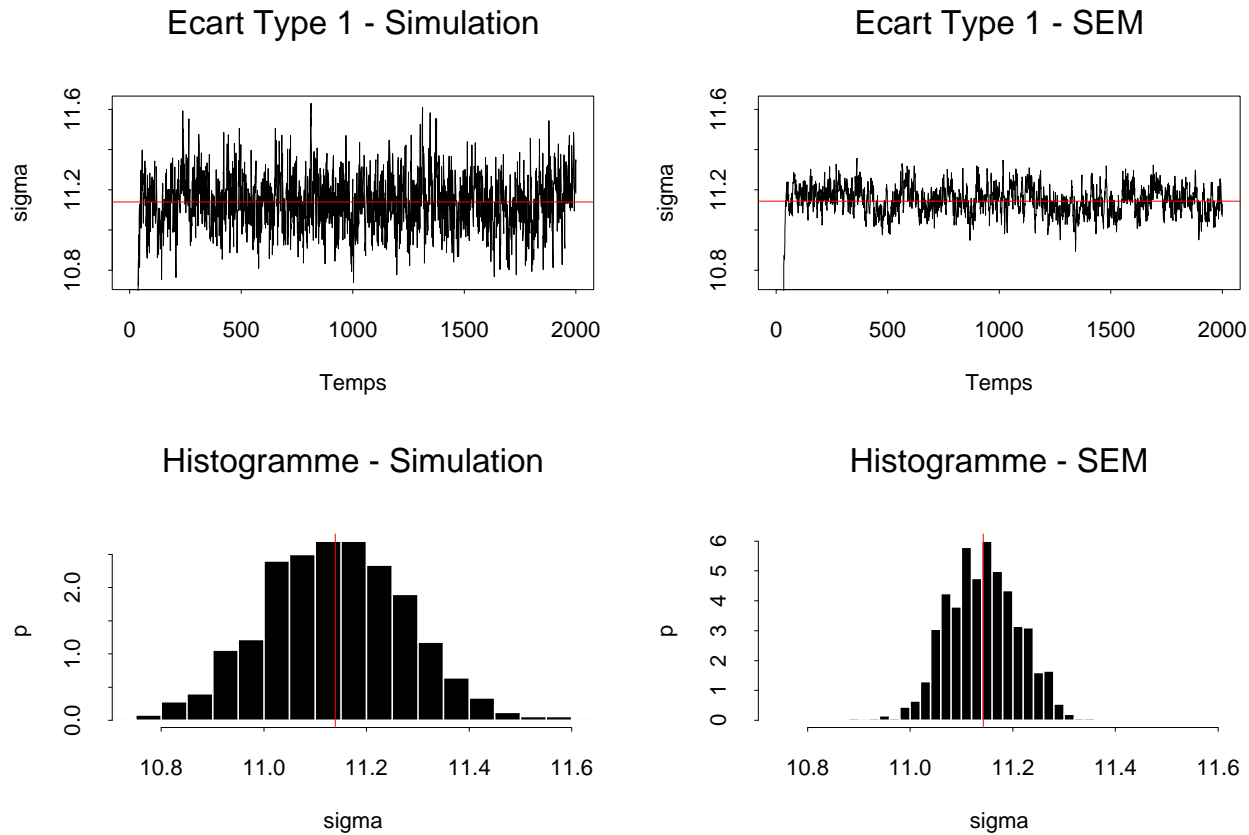 Ecart Type 1 - Simulation
sigma
10.8 11.2 11.6
0 500 1000 1500 2000
Temps
Ecart Type 1 - SEM
sigma
10.8 11.2 11.6
0 500 1000 1500 2000
Temps
Histogramme - Simulation
p
0.0 1.0 2.0
10.8 11.0 11.2 11.4 11.6
sigma
Histogramme - SEM
p
0 1 2 3 4 5 6
10.8 11.0 11.2 11.4 11.6
sigma